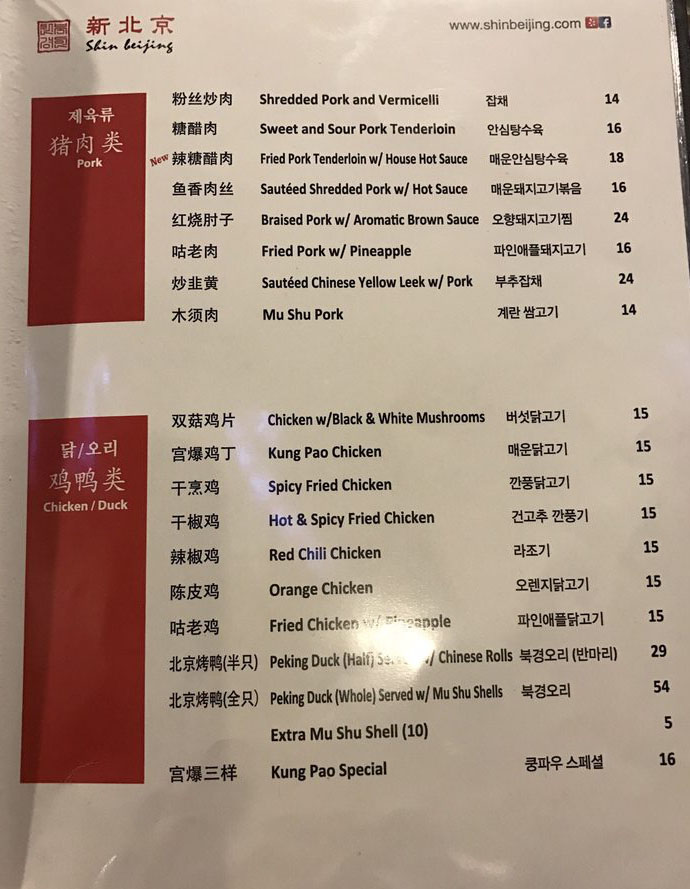 新北京
Shin beijing
www.shinbeijing.com
제육류
猪肉类
Pork
粉丝炒肉 Shredded Pork and Vermicelli 잡채 14
糖醋肉 Sweet and Sour Pork Tenderloin 안심탕수육 16
New 辣糖醋肉 Fried Pork Tenderloin w/ House Hot Sauce 매운안심탕수육 18
鱼香肉丝 Sautéed Shredded Pork w/ Hot Sauce 매운돼지고기볶음 16
红烧肘子 Braised Pork w/ Aromatic Brown Sauce 오향돼지고기찜 24
咕老肉 Fried Pork w/ Pineapple 파인애플돼지고기 16
炒韭黄 Sautéed Chinese Yellow Leek w/ Pork 부추잡채 24
木须肉 Mu Shu Pork 계란 쌈고기 14
닭/오리
鸡鸭类
Chicken / Duck
双菇鸡片 Chicken w/Black & White Mushrooms 버섯닭고기 15
宫爆鸡丁 Kung Pao Chicken 매운닭고기 15
干烹鸡 Spicy Fried Chicken 깐풍닭고기 15
干椒鸡 Hot & Spicy Fried Chicken 건고추 깐풍기 15
辣椒鸡 Red Chili Chicken 라조기 15
陈皮鸡 Orange Chicken 오렌지닭고기 15
咕老鸡 Fried Chicken w/ Pineapple 파인애플닭고기 15
北京烤鸭(半只) Peking Duck (Half) Served w/ Chinese Rolls 북경오리 (반마리) 29
北京烤鸭(全只) Peking Duck (Whole) Served w/ Mu Shu Shells 북경오리 54
Extra Mu Shu Shell (10) 5
宫爆三样 Kung Pao Special 쿵파우 스페셜 16